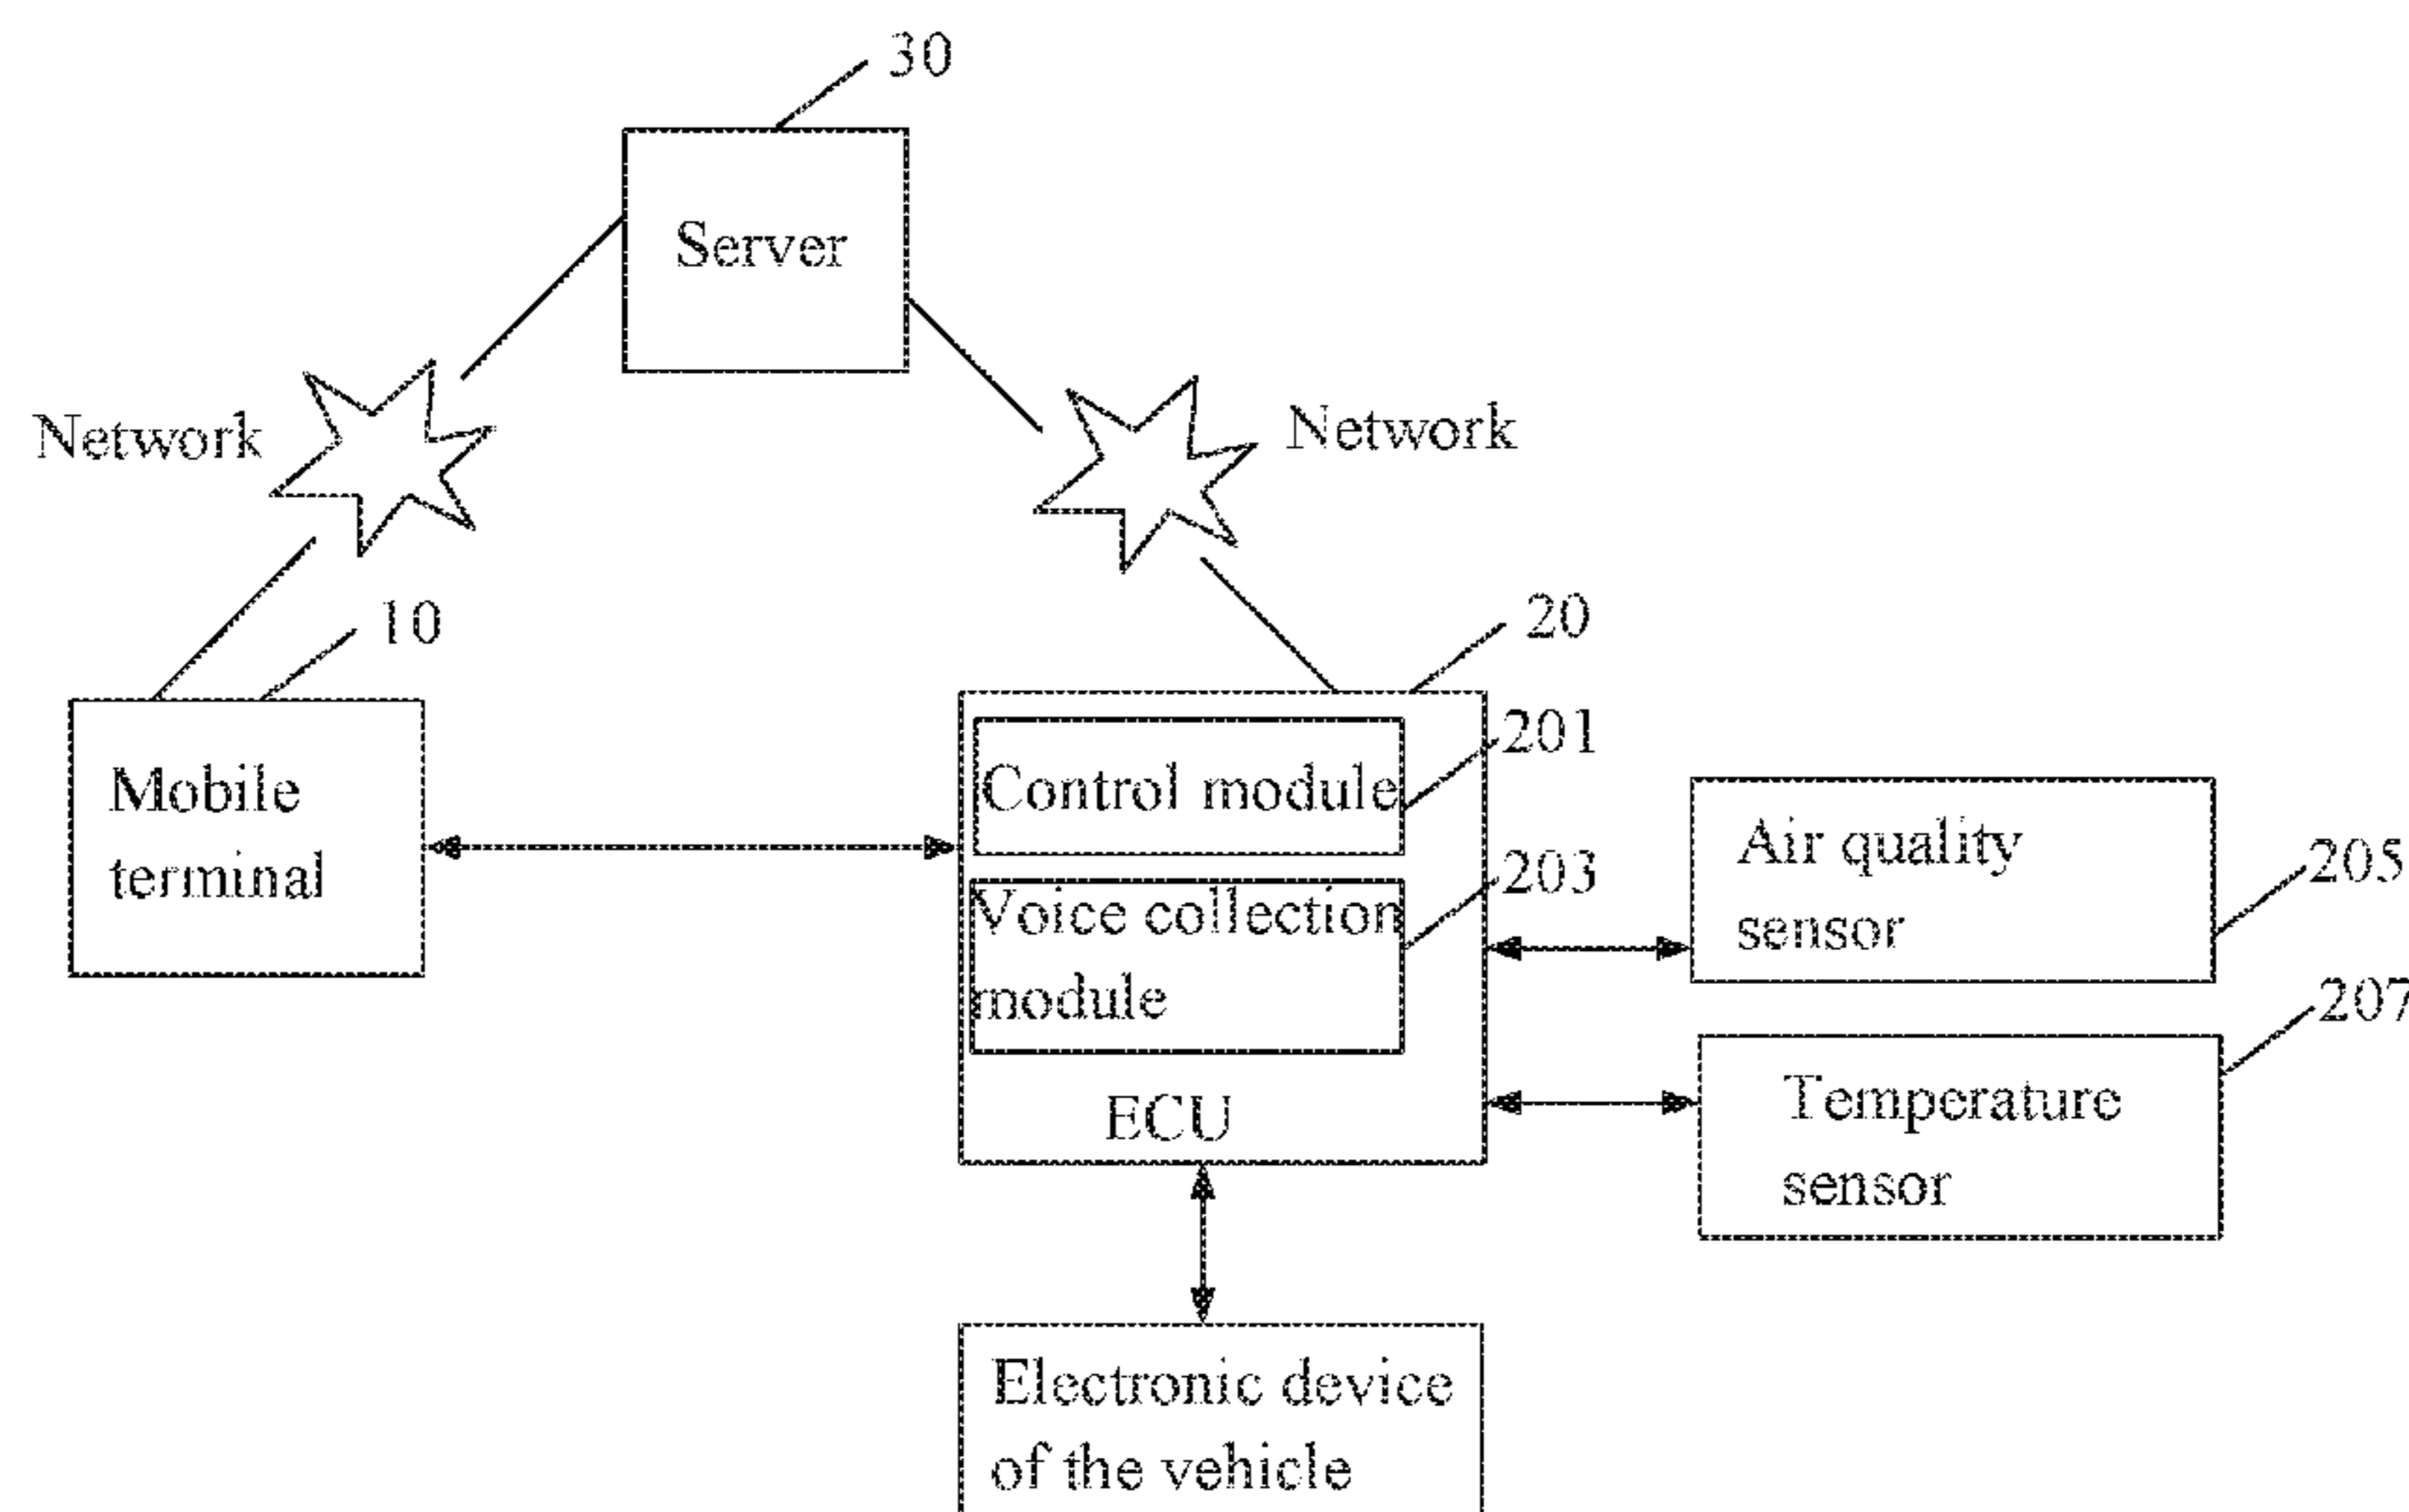 30
Server
Network
Network
10
20
Mobile
terminal
Control module
201
Voice collection
module
203
ECU
Air quality
sensor
205
Temperature
sensor
207
Electronic device
of the vehicle